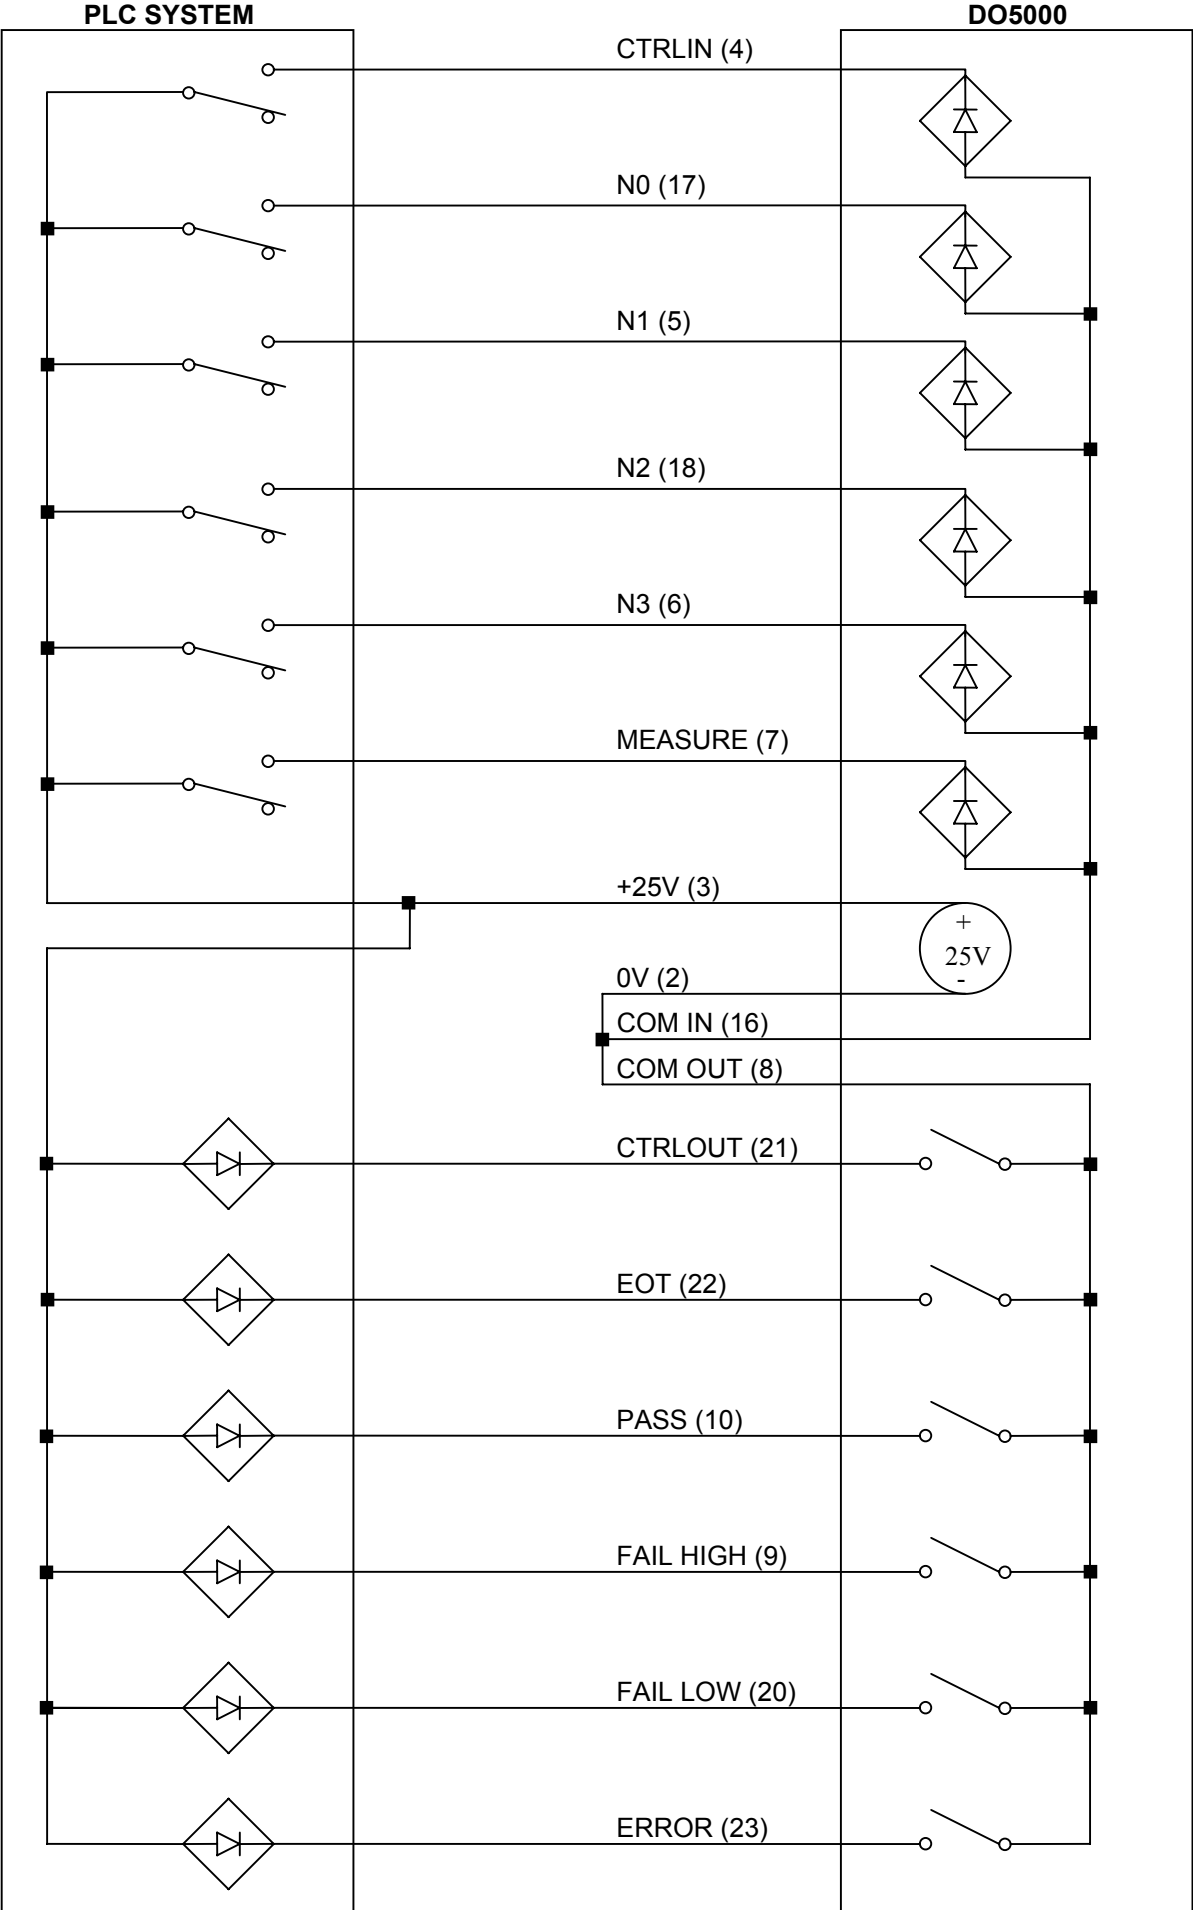 PLC SYSTEM
DO5000
CTRLIN (4)
N0 (17)
N1 (5)
N2 (18)
N3 (6)
MEASURE (7)
+25V (3)
+
25V
-
0V (2)
COM IN (16)
COM OUT (8)
CTRLOUT (21)
EOT (22)
PASS (10)
FAIL HIGH (9)
FAIL LOW (20)
ERROR (23)